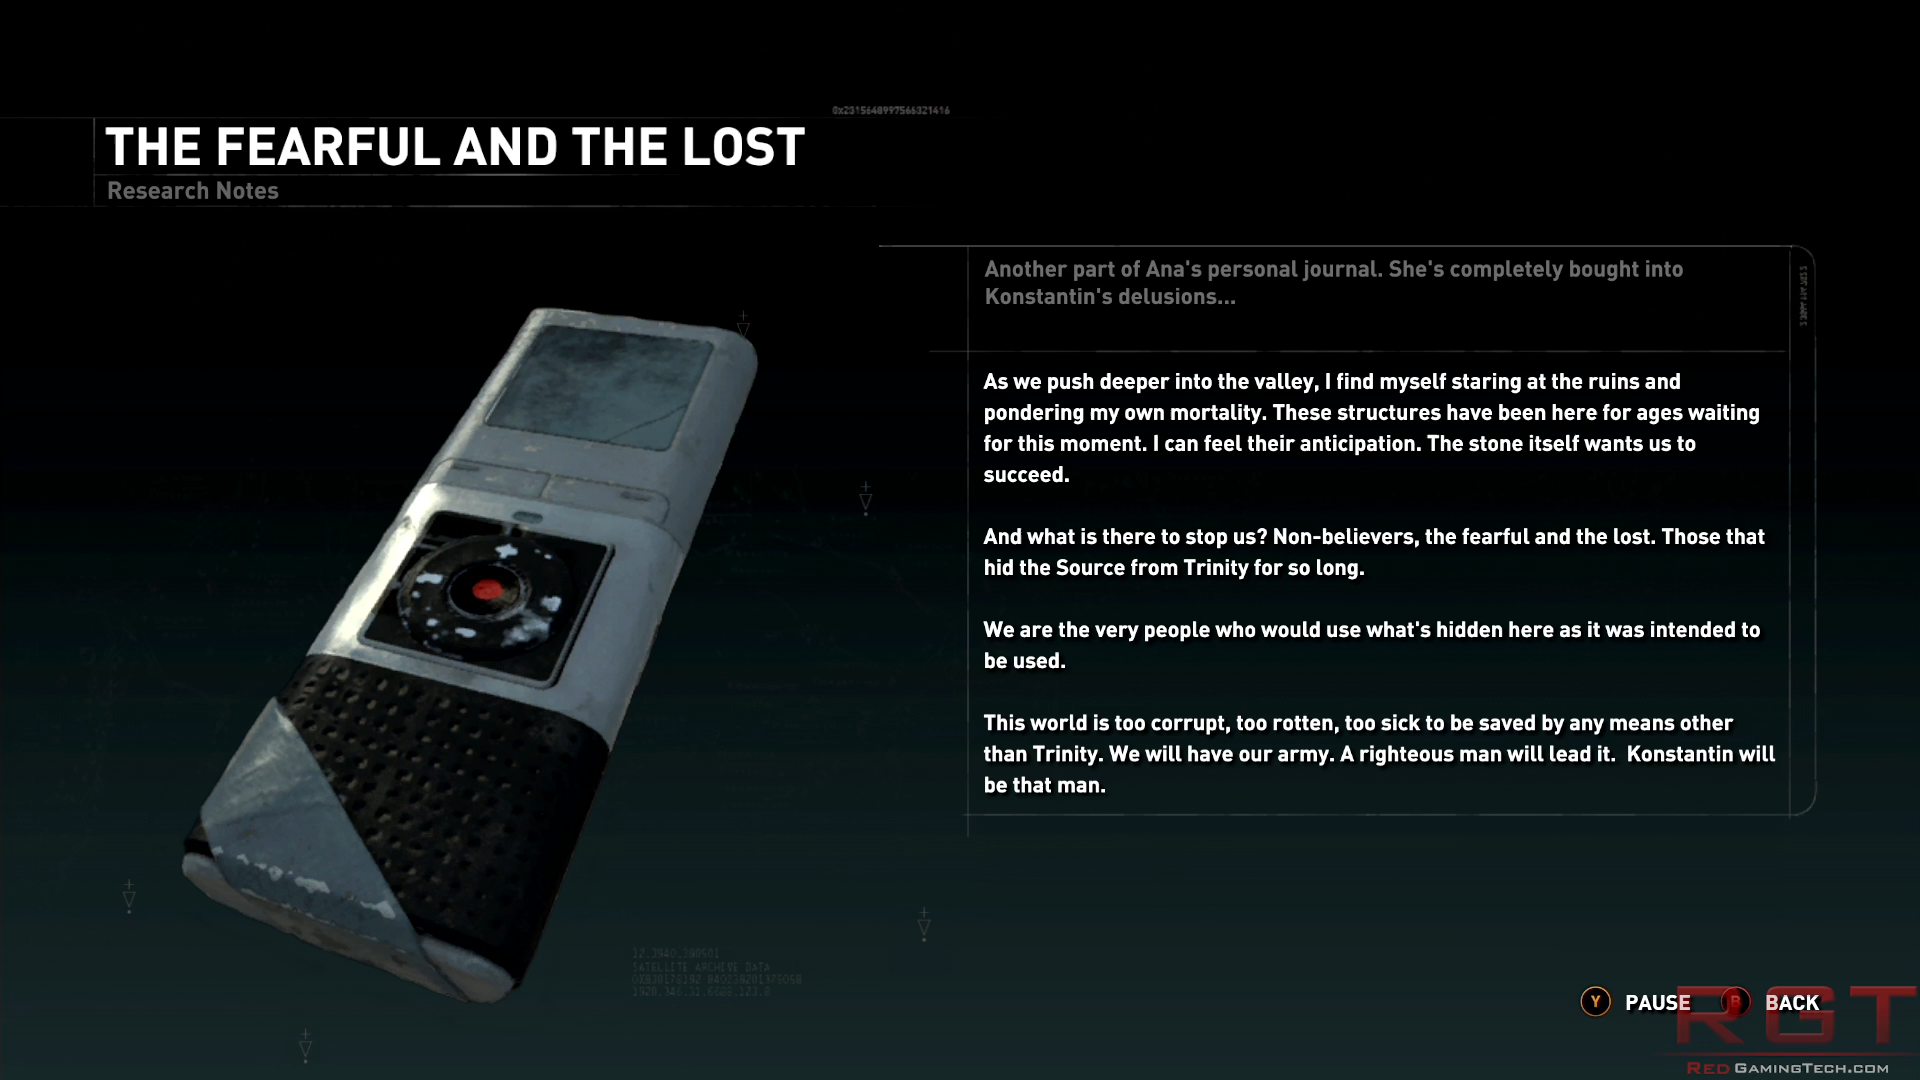 0x2315648997566321416
THE FEARFUL AND THE LOST
Research Notes
Another part of Ana's personal journal. She's completely bought into
Konstantin's delusions...
As we push deeper into the valley, I find myself staring at the ruins and
pondering my own mortality. These structures have been here for ages waiting
for this moment. I can feel their anticipation. The stone itself wants us to
succeed.
And what is there to stop us? Non-believers, the fearful and the lost. Those that
hid the Source from Trinity for so long.
We are the very people who would use what's hidden here as it was intended to
be used.
This world is too corrupt, too rotten, too sick to be saved by any means other
than Trinity. We will have our army. A righteous man will lead it.  Konstantin will
be that man.
SATELLITE ARCHIVE DATA
Y PAUSE B BACK
RGT
REDGAMINGTECH.COM